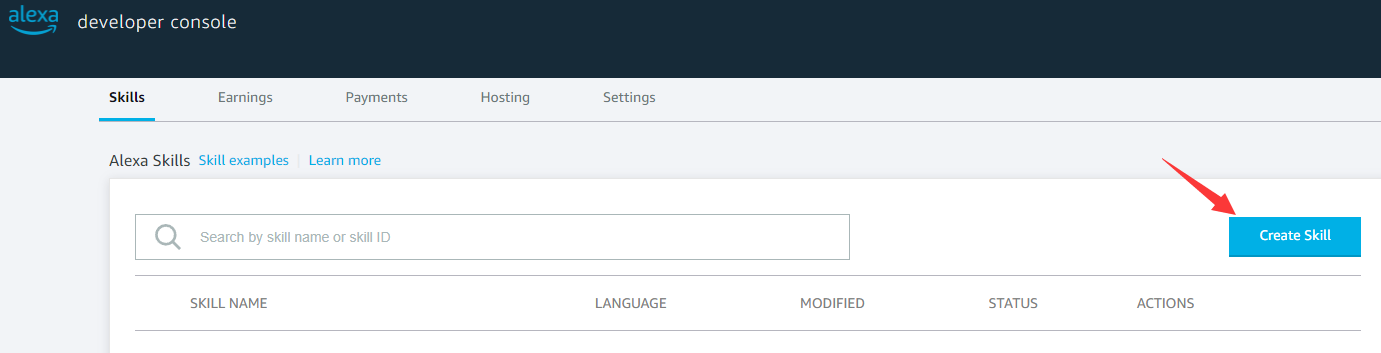 alexa
developer console
Skills Earnings Payments Hosting Settings
Alexa Skills Skill examples Learn more
Search by skill name or skill ID
Create Skill
SKILL NAME LANGUAGE MODIFIED STATUS ACTIONS